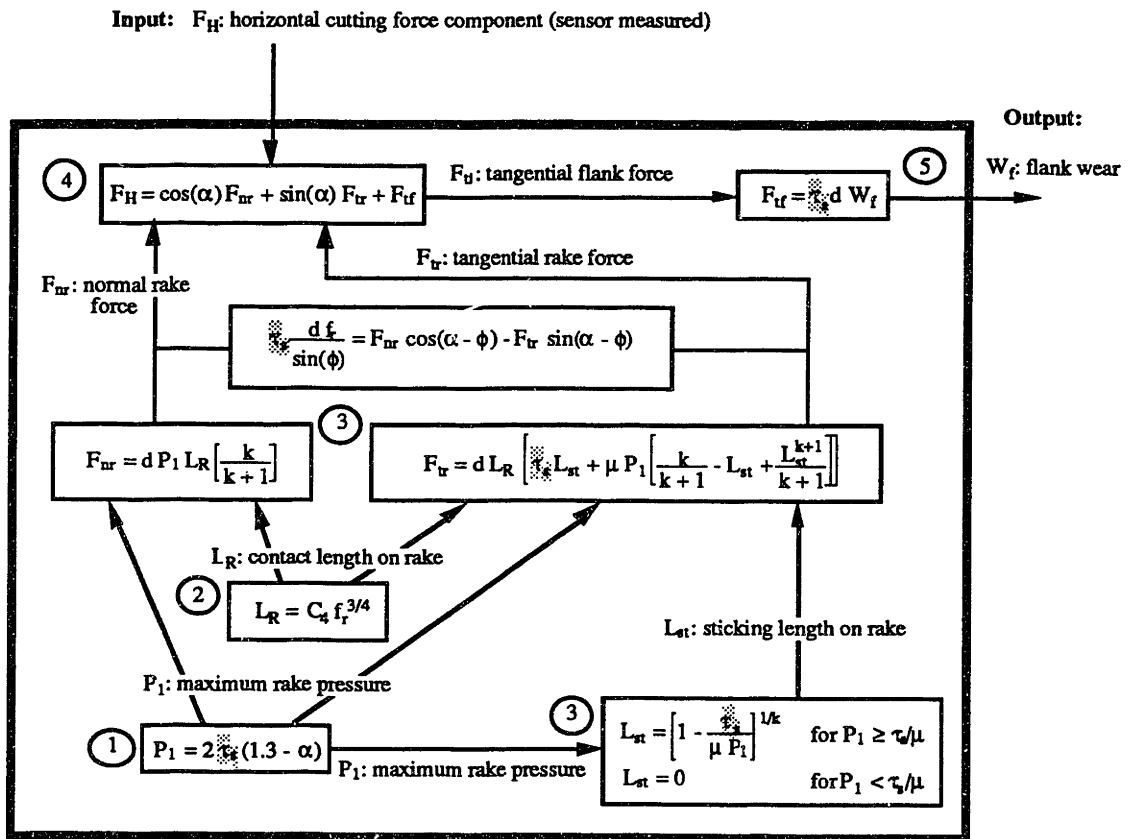 Input: F_H: horizontal cutting force component (sensor measured)
Output:
4
F_H = cos(α) F_nr + sin(α) F_tr + F_tf
F_tf: tangential flank force
5
F_tf = τ_s d W_f
W_f: flank wear
F_nr: normal rake
force
F_tr: tangential rake force
τ_s d f_r / sin(φ) = F_nr cos(α - φ) - F_tr sin(α - φ)
3
F_nr = d P_1 L_R [k / k + 1]
F_tr = d L_R [τ_s L_st + μ P_1 [k / k + 1 - L_st + L_st^k+1 / k + 1]]
L_R: contact length on rake
2
L_R = C_4 f_r^3/4
L_st: sticking length on rake
P_1: maximum rake pressure
1
P_1 = 2 τ_s (1.3 - α)
P_1: maximum rake pressure
3
L_st = [1 - τ_s / μ P_1]^1/k for P_1 ≥ τ_s/μ
L_st = 0 for P_1 < τ_s/μ